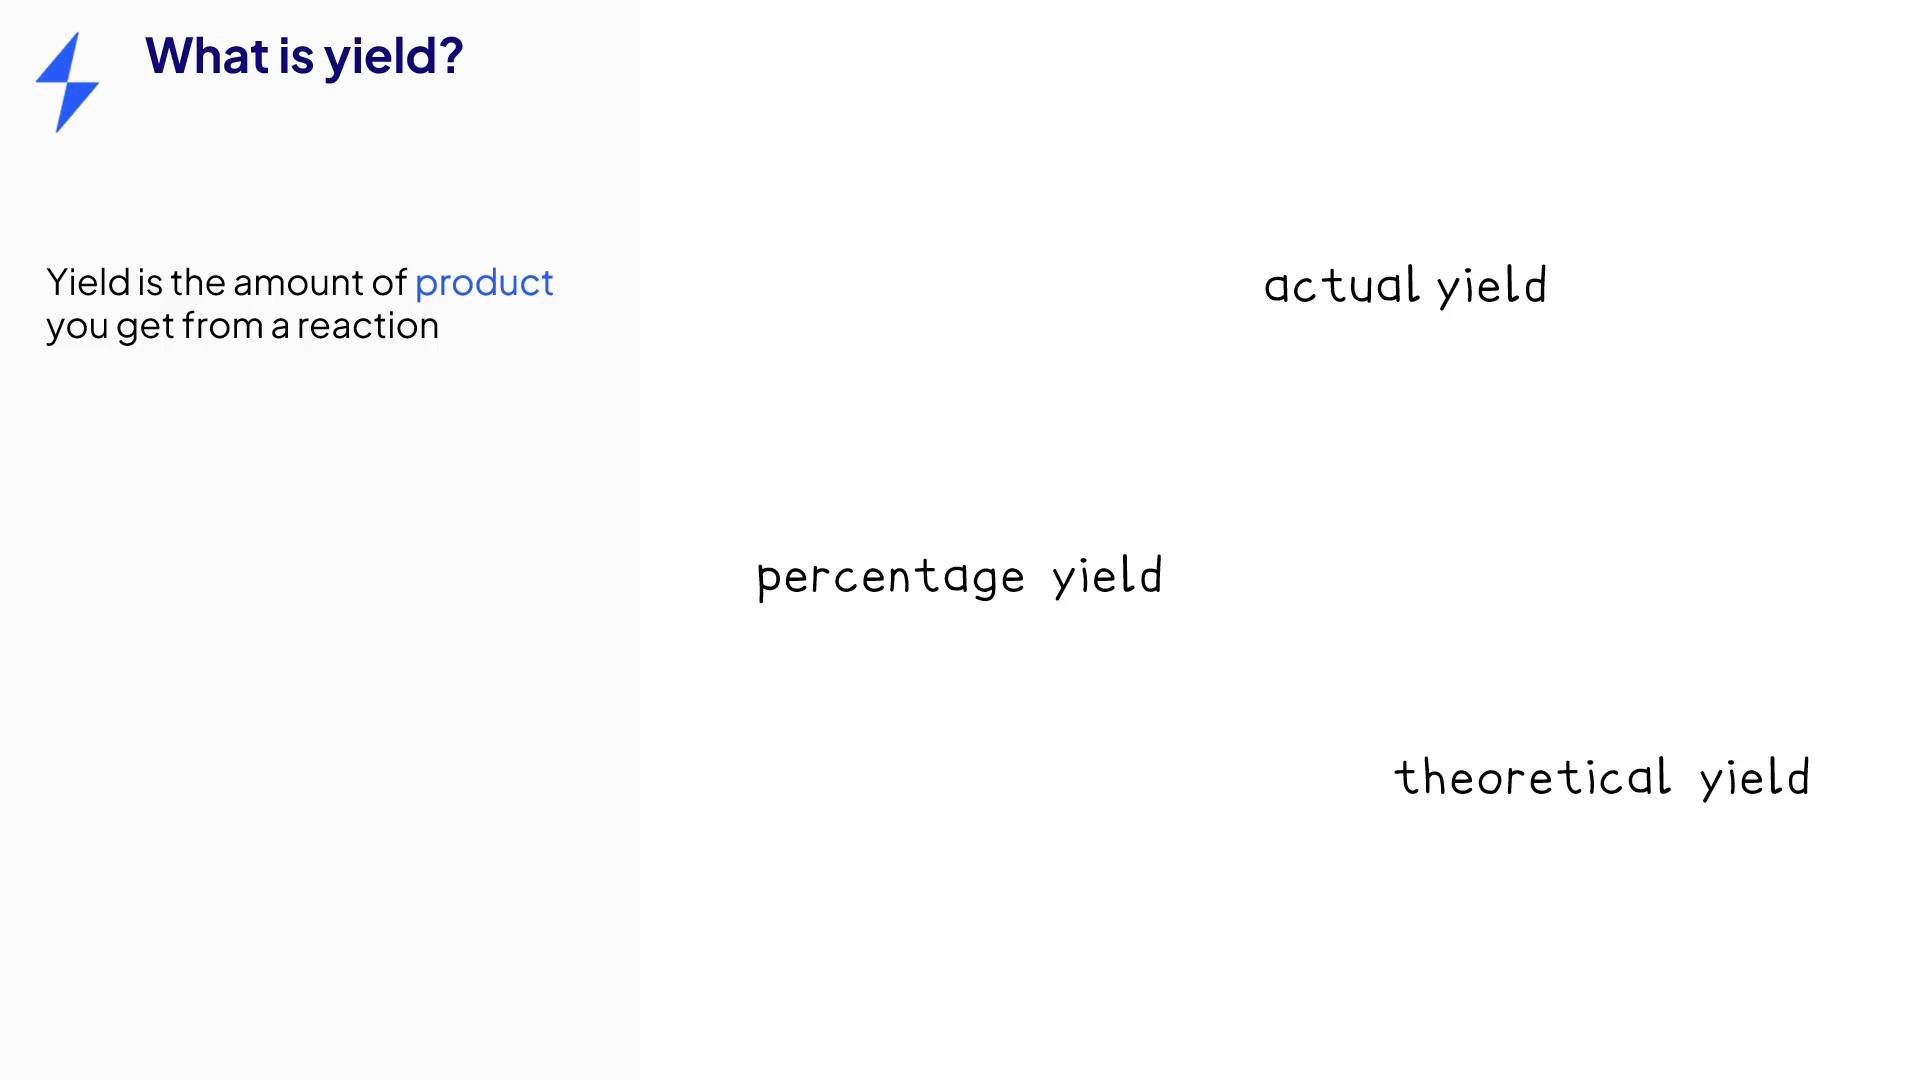 What is yield?
Yield is the amount of product
you get from a reaction
actual yield
percentage yield
theoretical yield